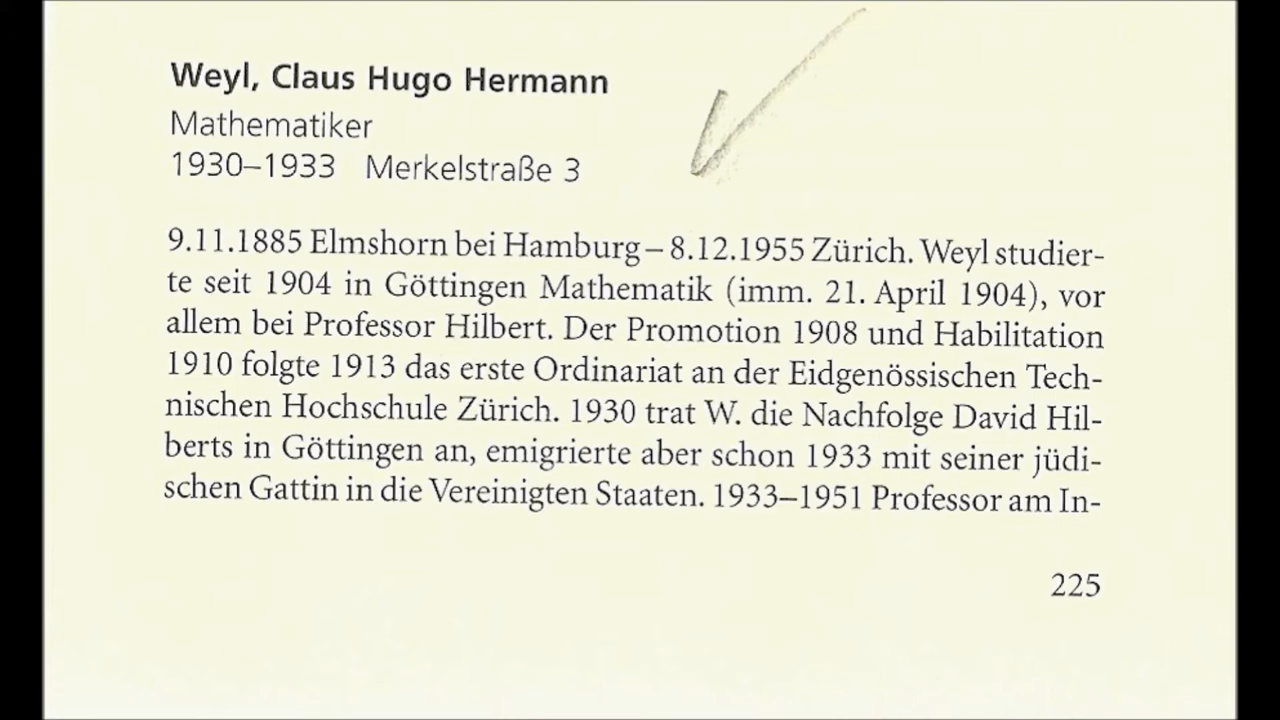 Weyl, Claus Hugo Hermann
Mathematiker
1930–1933 Merkelstraße 3
9.11.1885 Elmshorn bei Hamburg – 8.12.1955 Zürich. Weyl studier-
te seit 1904 in Göttingen Mathematik (imm. 21. April 1904), vor
allem bei Professor Hilbert. Der Promotion 1908 und Habilitation
1910 folgte 1913 das erste Ordinariat an der Eidgenössischen Tech-
nischen Hochschule Zürich. 1930 trat W. die Nachfolge David Hil-
berts in Göttingen an, emigrierte aber schon 1933 mit seiner jüdi-
schen Gattin in die Vereinigten Staaten. 1933–1951 Professor am In-
225